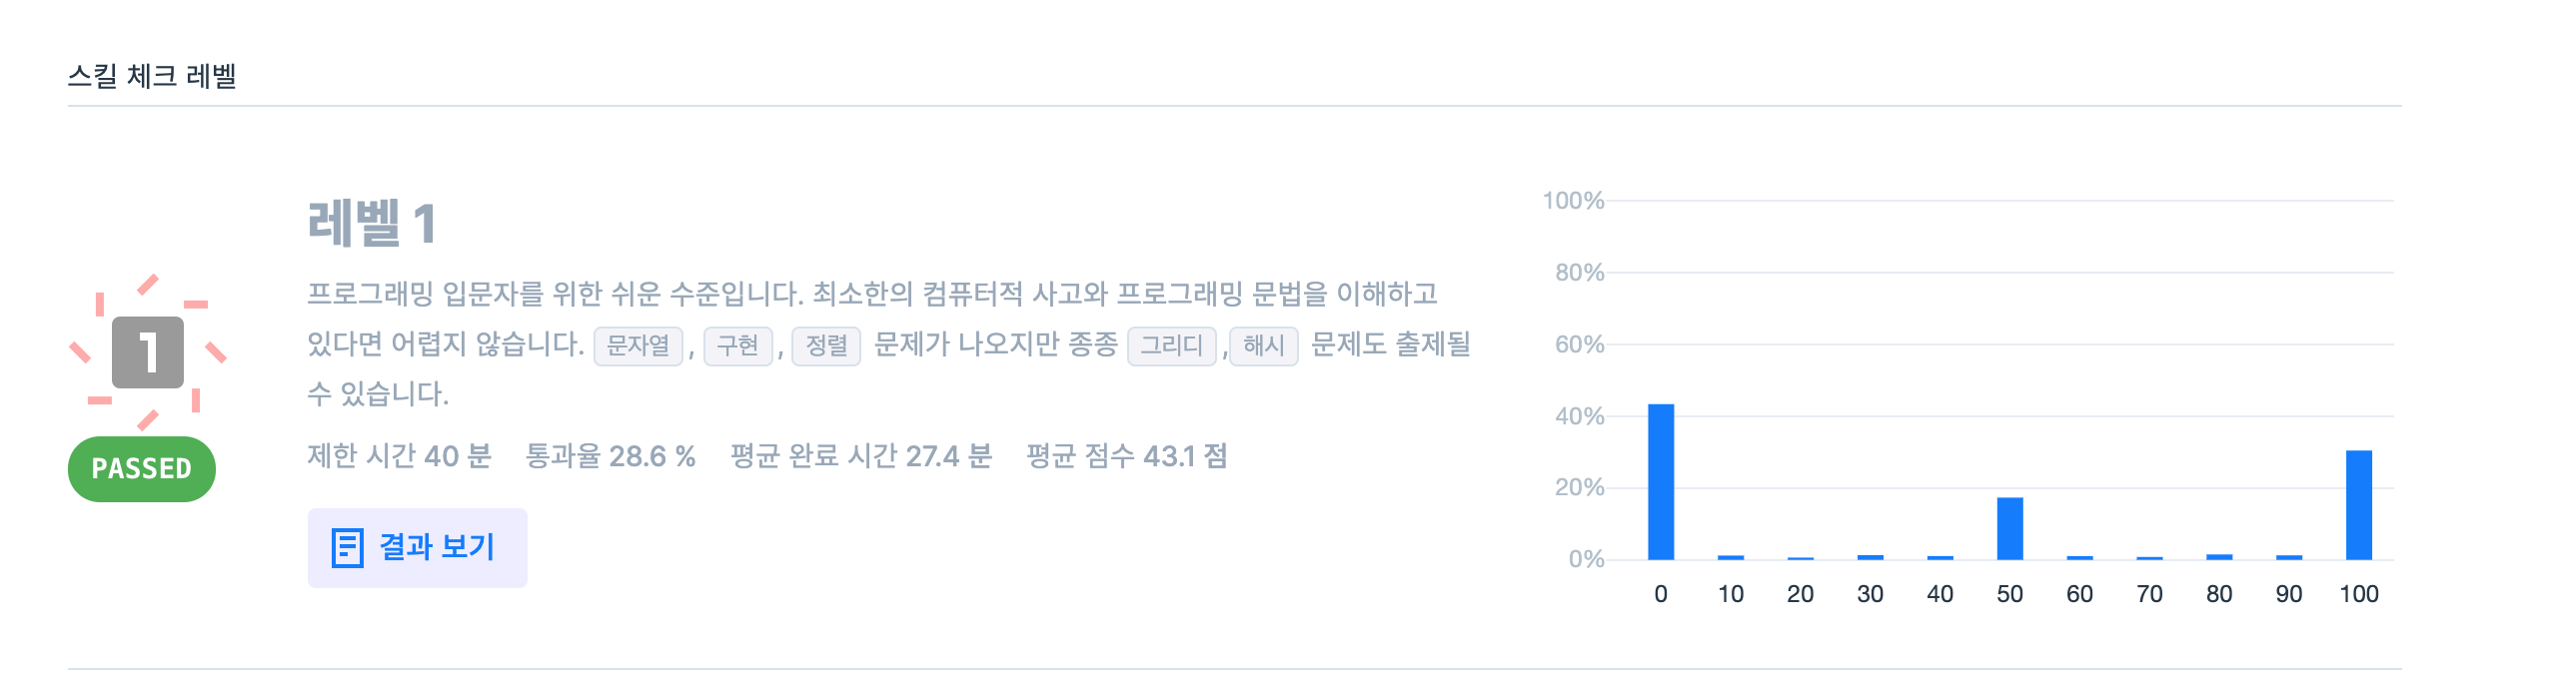 스킬 체크 레벨
레벨 1
프로그래밍 입문자를 위한 쉬운 수준입니다. 최소한의 컴퓨터적 사고와 프로그래밍 문법을 이해하고
있다면 어렵지 않습니다. 문자열 , 구현 , 정렬 문제가 나오지만 종종 그리디 , 해시 문제도 출제될
수 있습니다.
제한 시간 40 분 통과율 28.6 % 평균 완료 시간 27.4 분 평균 점수 43.1 점
1
PASSED
결과 보기
100%
80%
60%
40%
20%
0%
0 10 20 30 40 50 60 70 80 90 100